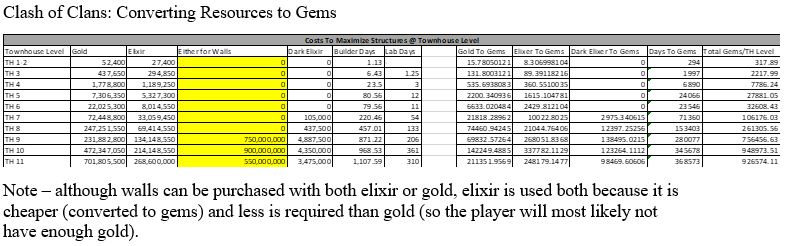 Clash of Clans: Converting Resources to Gems
Costs To Maximize Structures @ Townhouse Level
Townhouse Level Gold Elixir Either for Walls Dark Elixir Builder Days Lab Days Gold To Gems Elixer To Gems Dark Elixer To Gems Days To Gems Total Gems/TH Level
TH 1-2 52,400 27,400 0 0 1.13 15.78050121 8.306998104 0 294 317.89
TH 3 437,650 294,850 0 0 6.43 1.25 131.8003121 89.39118216 0 1997 2217.99
TH 4 1,778,800 1,189,250 0 0 23.5 3 535.6938083 360.5510035 0 6890 7786.24
TH 5 7,306,350 5,327,300 0 0 80.56 12 2200.340936 1615.104781 0 24066 27881.05
TH 6 22,025,300 8,014,550 0 0 79.56 11 6633.020484 2429.812104 0 23546 32608.43
TH 7 72,448,800 33,059,450 0 105,000 220.46 54 21818.28962 10022.8025 2975.340615 71360 106176.03
TH 8 247,251,550 69,414,550 0 437,500 457.01 133 74460.94245 21044.76406 12397.25256 153403 261305.56
TH 9 231,882,800 134,148,550 750,000,000 4,887,500 871.22 206 69832.57264 268051.8368 138495.0215 280077 756456.63
TH 10 472,347,050 214,148,550 900,000,000 4,350,000 968.53 361 142249.4885 337782.1129 123264.1112 345678 948973.51
TH 11 701,805,500 268,600,000 550,000,000 3,475,000 1,107.59 310 211351.9569 248179.1477 98469.60606 368573 926574.11
Note – although walls can be purchased with both elixir or gold, elixir is used both because it is
cheaper (converted to gems) and less is required than gold (so the player will most likely not
have enough gold).